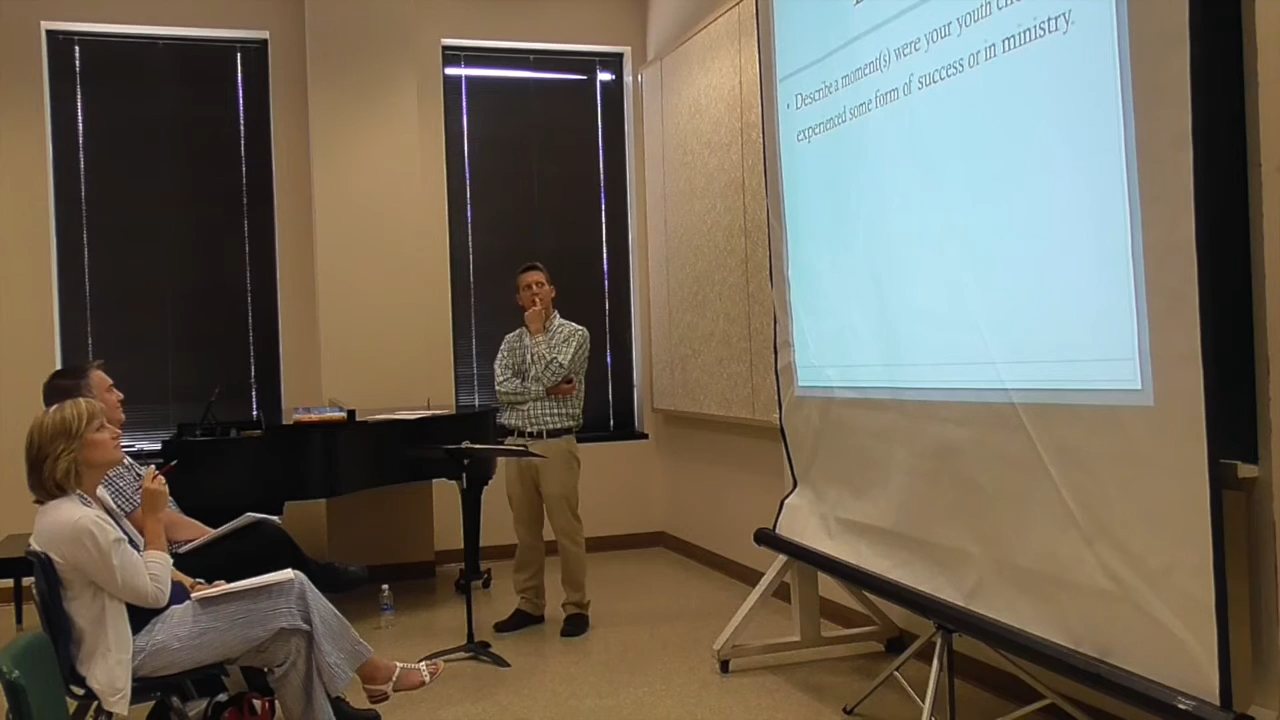 • Describe a moment(s) were your youth
experienced some form of success or in ministry.